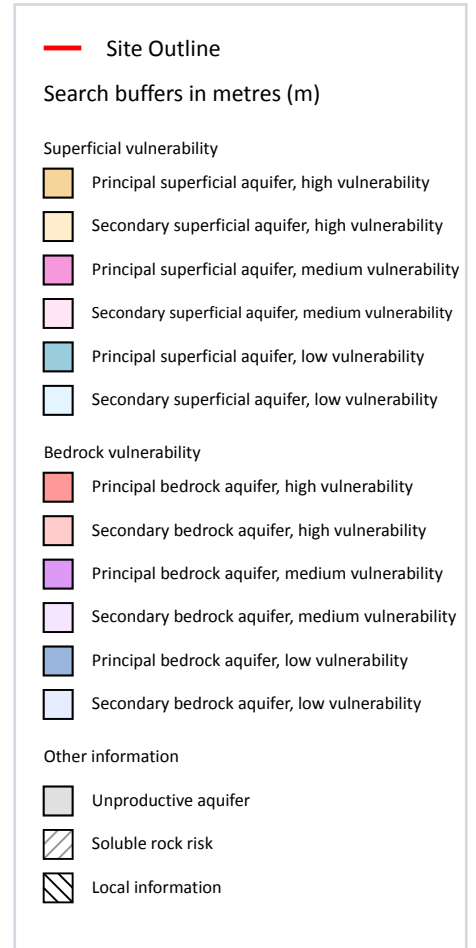 Site Outline
Search buffers in metres (m)
Superficial vulnerability
Principal superficial aquifer, high vulnerability
Secondary superficial aquifer, high vulnerability
Principal superficial aquifer, medium vulnerability
Secondary superficial aquifer, medium vulnerability
Principal superficial aquifer, low vulnerability
Secondary superficial aquifer, low vulnerability
Bedrock vulnerability
Principal bedrock aquifer, high vulnerability
Secondary bedrock aquifer, high vulnerability
Principal bedrock aquifer, medium vulnerability
Secondary bedrock aquifer, medium vulnerability
Principal bedrock aquifer, low vulnerability
Secondary bedrock aquifer, low vulnerability
Other information
Unproductive aquifer
Soluble rock risk
Local information